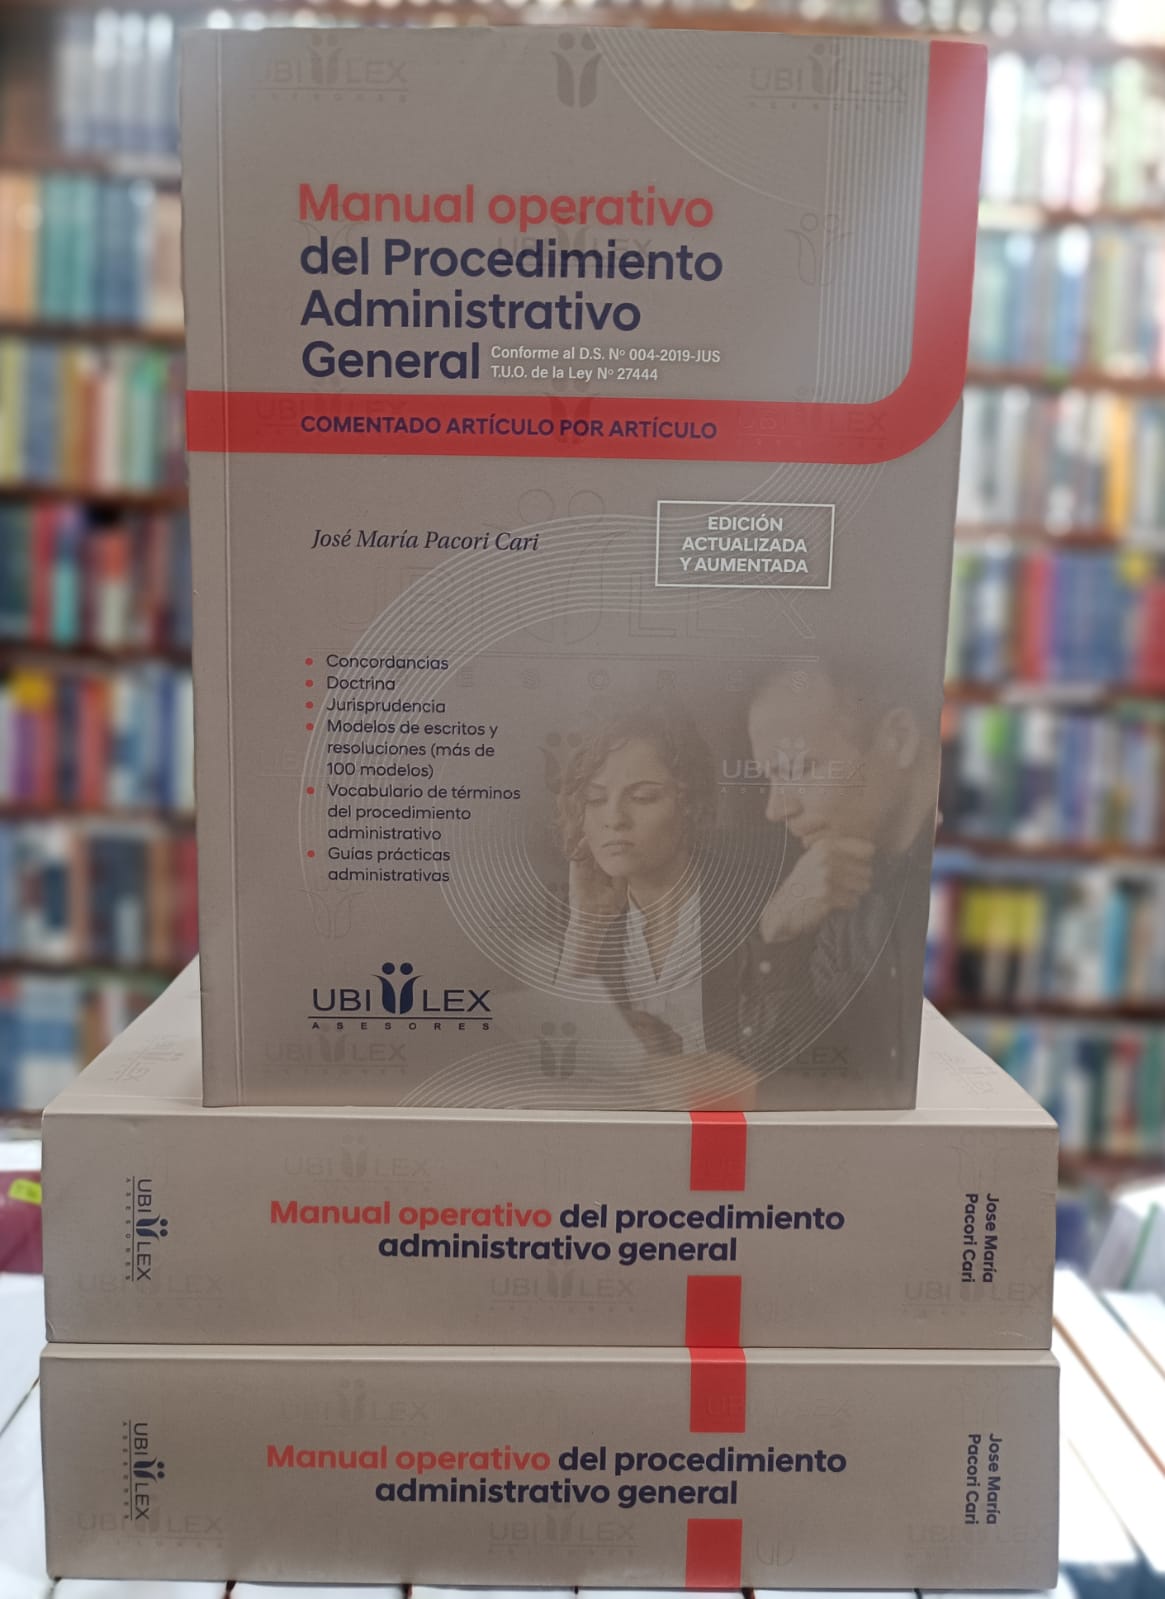 Manual operativo
del Procedimiento
Administrativo
General
Conforme al D.S. Nº 004-2019-JUS
T.U.O. de la Ley Nº 27444
COMENTADO ARTÍCULO POR ARTÍCULO
José María Pacori Cari
EDICIÓN
ACTUALIZADA
Y AUMENTADA
Concordancias
Doctrina
Jurisprudencia
Modelos de escritos y
resoluciones (más de
100 modelos)
Vocabulario de términos
del procedimiento
administrativo
Guías prácticas
administrativas
UBI LEX
ASESORES
UBI LEX
ASESORES
Manual operativo del procedimiento
administrativo general
Jose María
Pacori Cari
UBI LEX
ASESORES
Manual operativo del procedimiento
administrativo general
Jose María
Pacori Cari